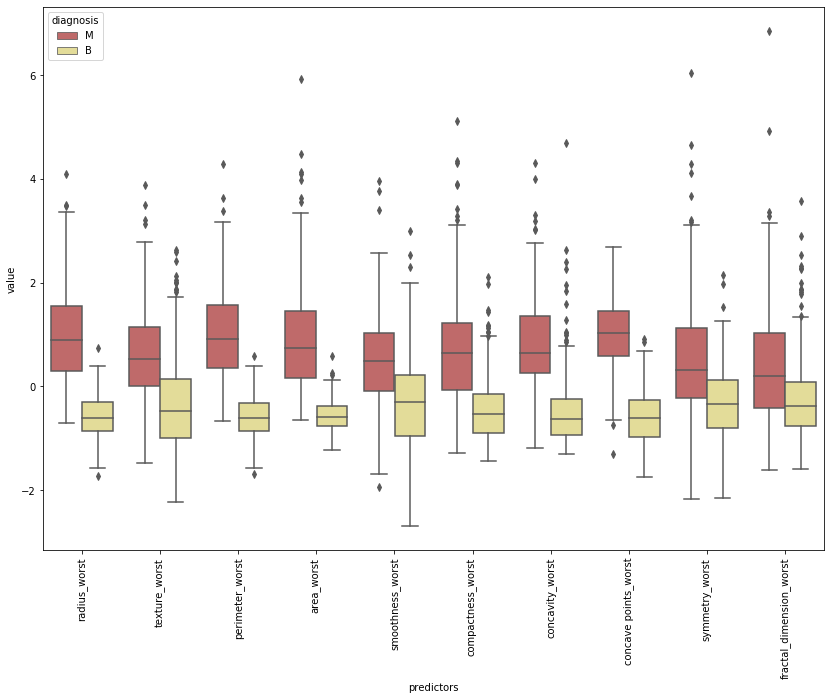 diagnosis
M
B
6
4
2
0
−2
value
radius_worst
texture_worst
perimeter_worst
area_worst
smoothness_worst
compactness_worst
concavity_worst
concave points_worst
symmetry_worst
fractal_dimension_worst
predictors